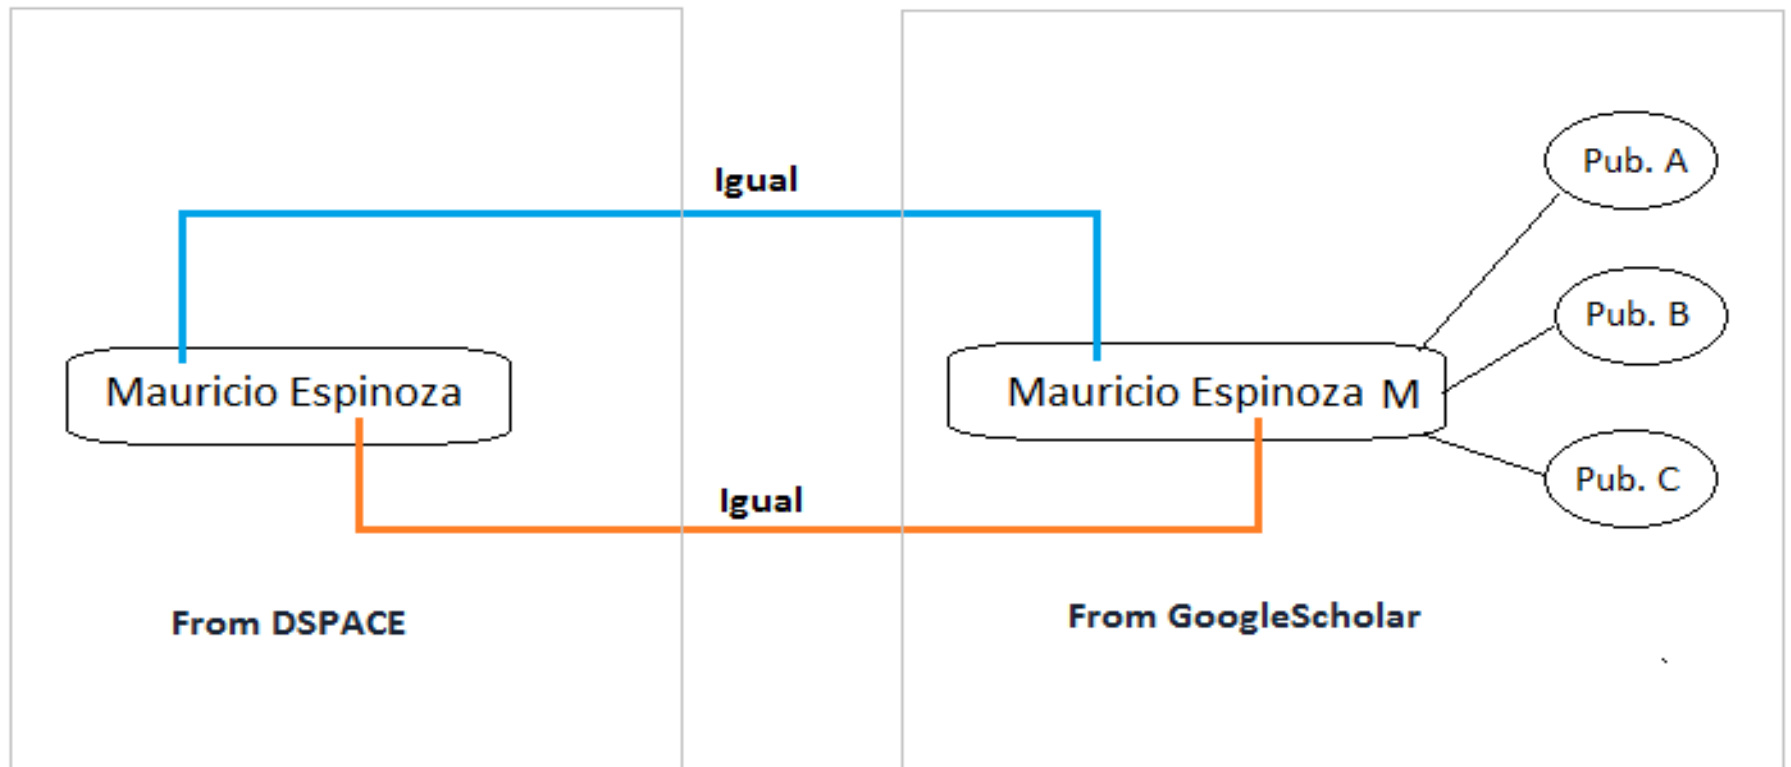 Igual
Mauricio Espinoza
Mauricio Espinoza M
Pub. A
Pub. B
Pub. C
Igual
From DSPACE
From GoogleScholar